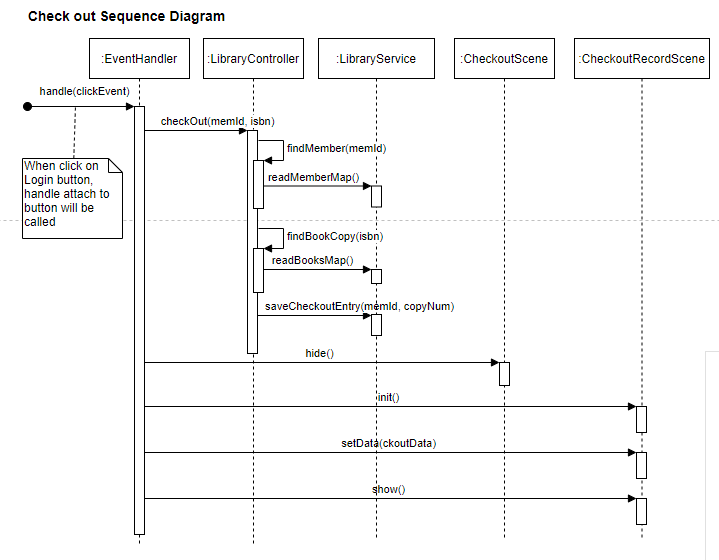 Check out Sequence Diagram
:EventHandler
:LibraryController
:LibraryService
:CheckoutScene
:CheckoutRecordScene
handle(clickEvent)
checkOut(memId, isbn)
findMember(memId)
When click on
Login button,
handle attach to
button will be
called
readMemberMap()
findBookCopy(isbn)
readBooksMap()
saveCheckoutEntry(memId, copyNum)
hide()
init()
setData(ckoutData)
show()